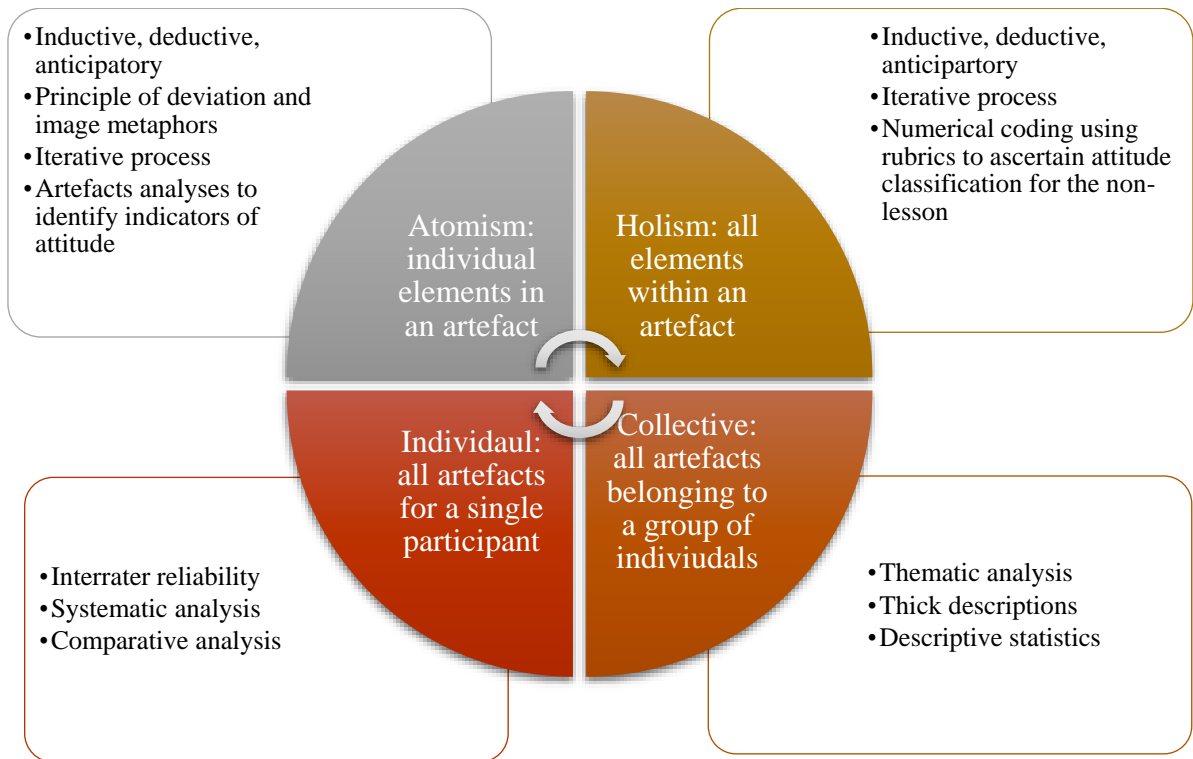 •Inductive, deductive,
anticipatory
•Principle of deviation and
image metaphors
•Iterative process
•Artefacts analyses to
identify indicators of
attitude
•Inductive, deductive,
anticipartory
•Iterative process
•Numerical coding using
rubrics to ascertain attitude
classification for the non-
lesson
Atomism:
individual
elements in
an artefact
Holism: all
elements
within an
artefact
Individaul:
all artefacts
for a single
participant
Collective:
all artefacts
belonging to
a group of
indiviudals
•Interrater reliability
•Systematic analysis
•Comparative analysis
•Thematic analysis
•Thick descriptions
•Descriptive statistics